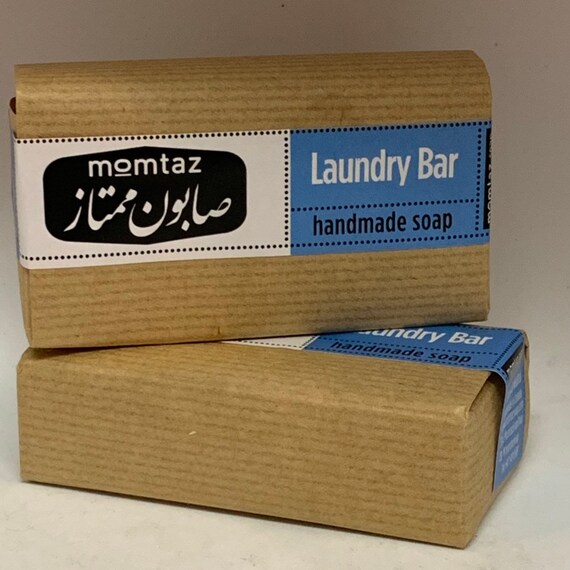 momtaz
صابون ممتاز
Laundry Bar
handmade soap
Laundry Bar
handmade soap